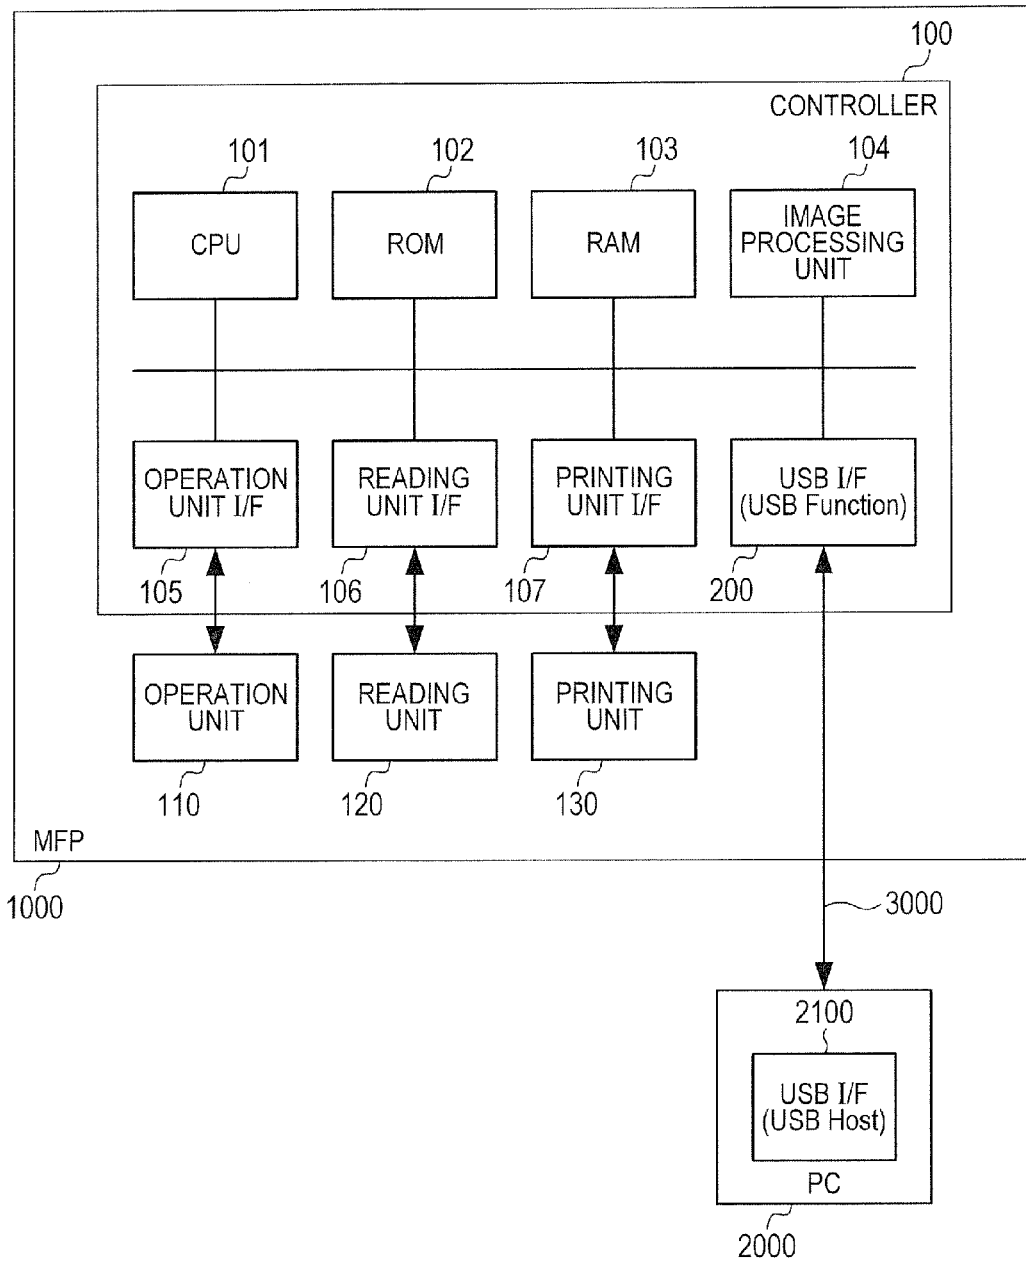 100
CONTROLLER
101
102
103
104
CPU
ROM
RAM
IMAGE
PROCESSING
UNIT
OPERATION
UNIT I/F
READING
UNIT I/F
PRINTING
UNIT I/F
USB I/F
(USB Function)
105
106
107
200
OPERATION
UNIT
READING
UNIT
PRINTING
UNIT
110
120
130
MFP
1000
3000
2100
USB I/F
(USB Host)
PC
2000